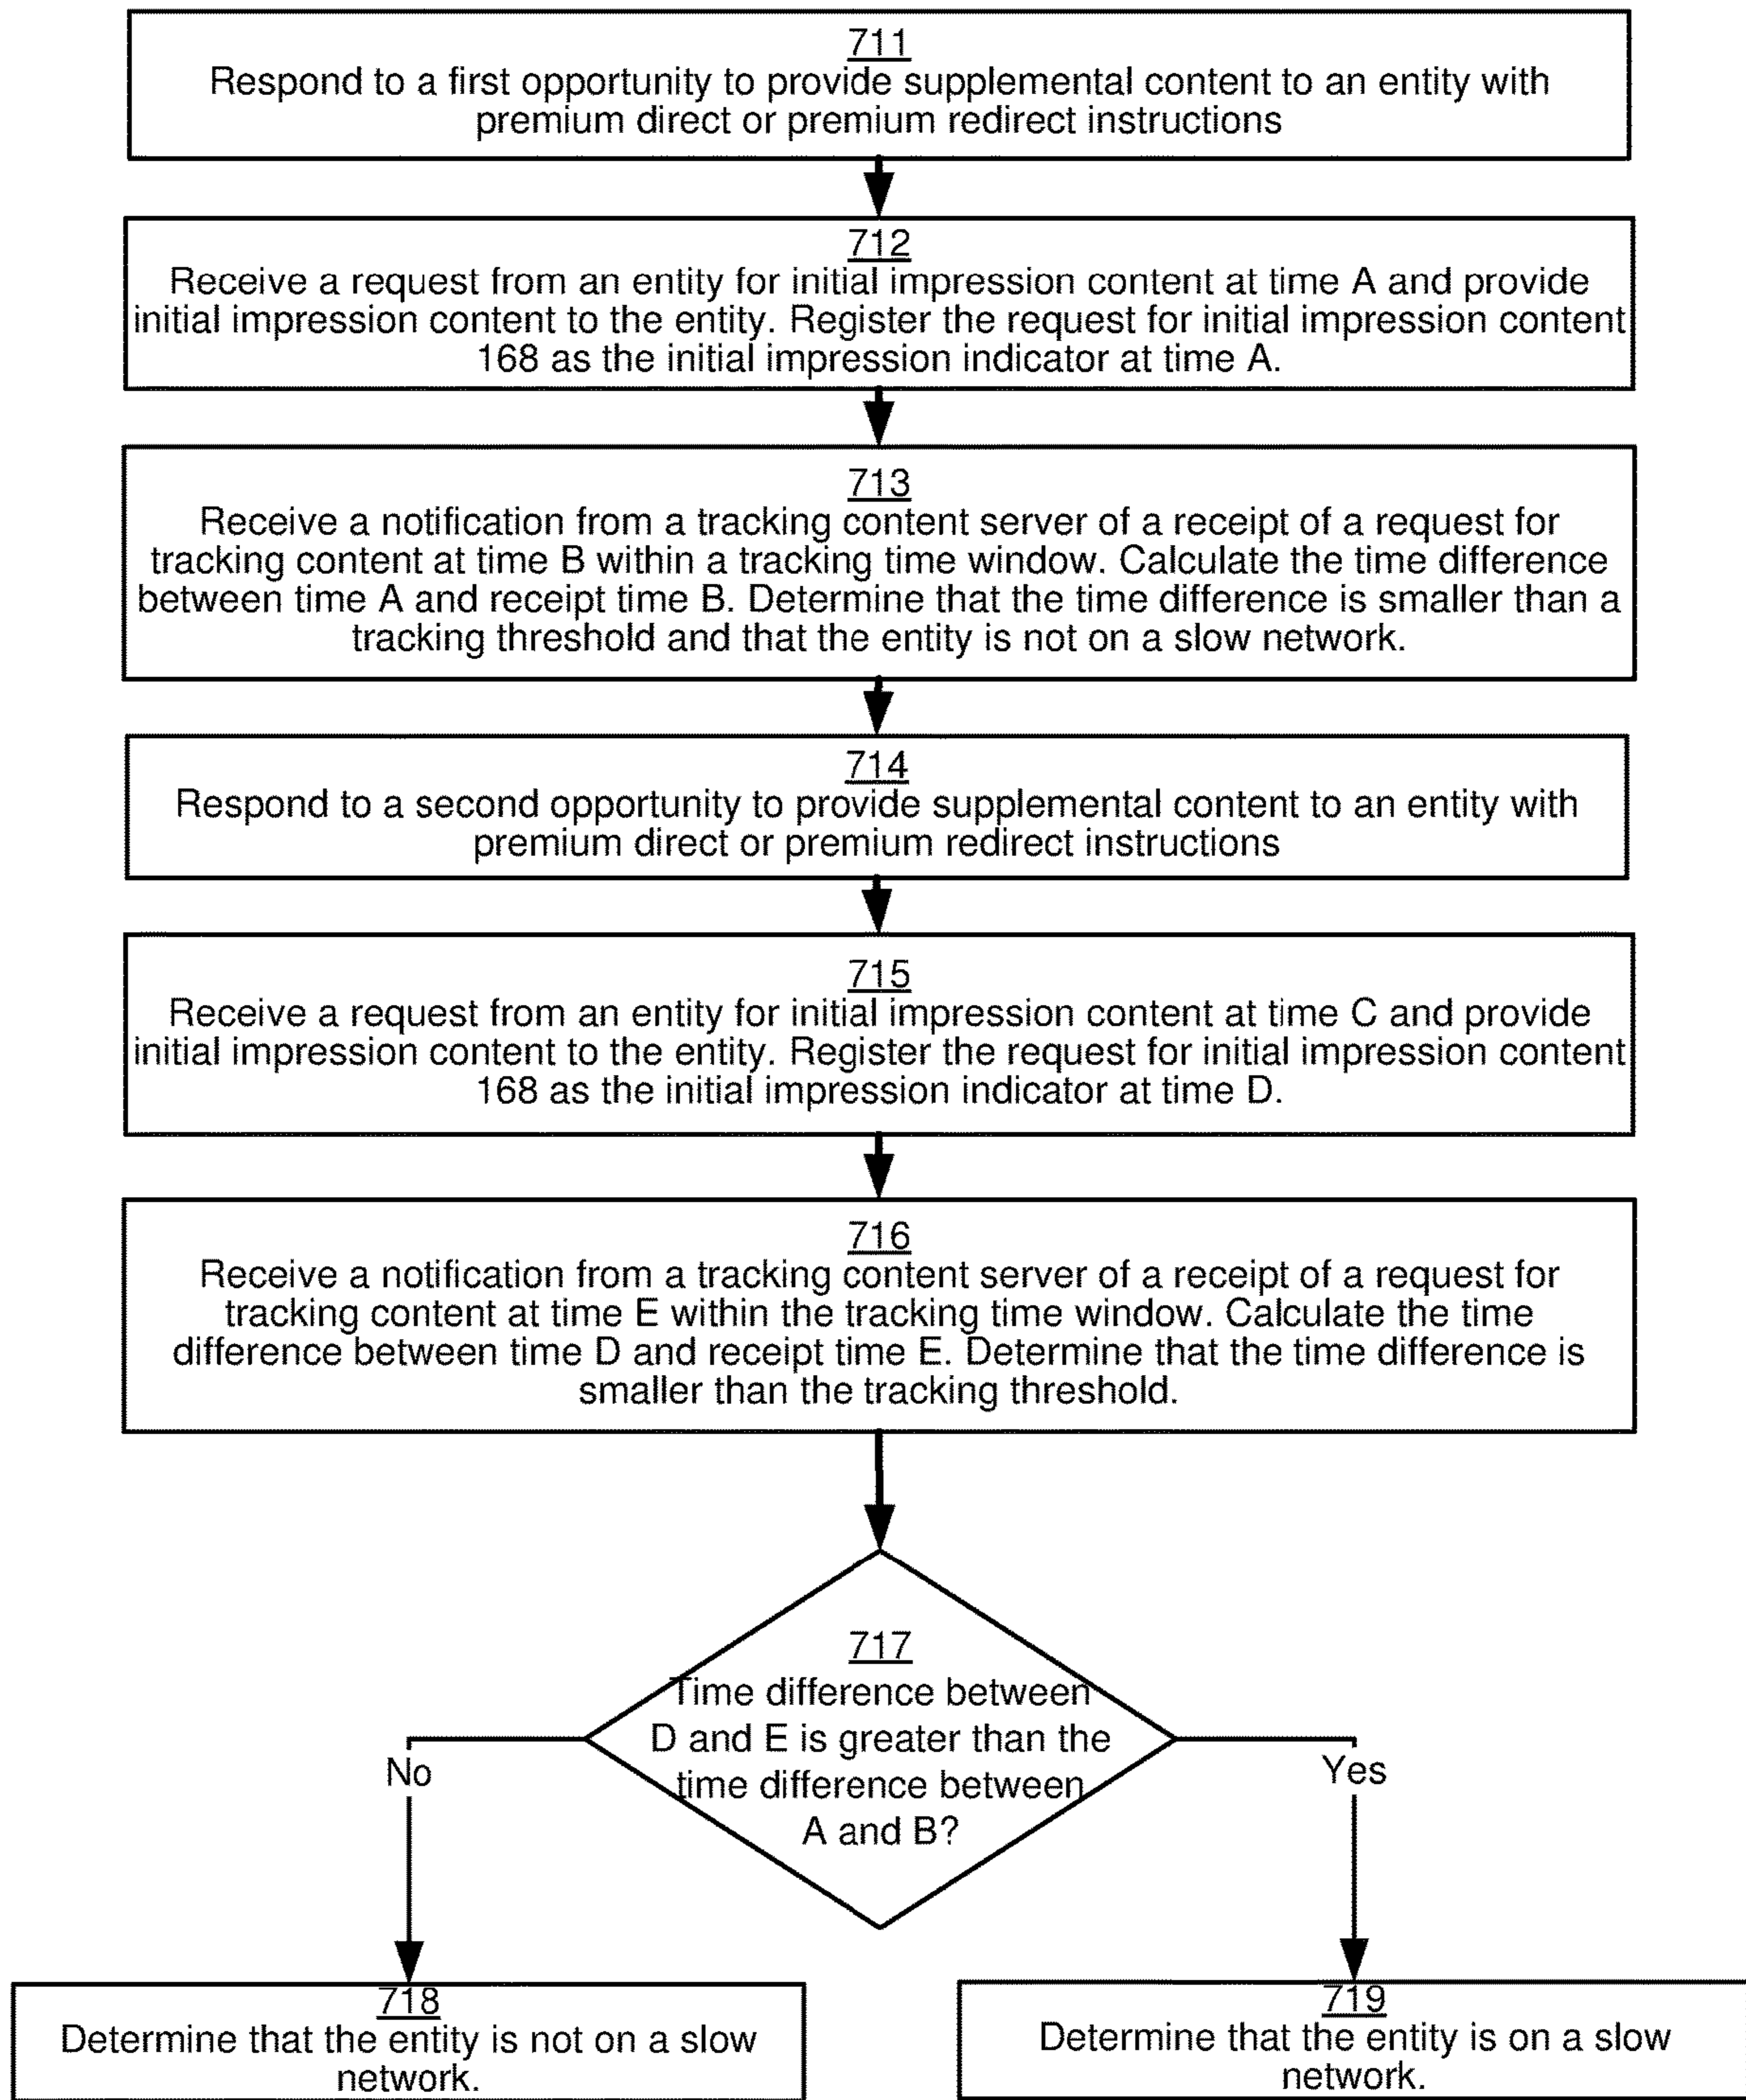 711
Respond to a first opportunity to provide supplemental content to an entity with
premium direct or premium redirect instructions
712
Receive a request from an entity for initial impression content at time A and provide
initial impression content to the entity. Register the request for initial impression content
168 as the initial impression indicator at time A.
713
Receive a notification from a tracking content server of a receipt of a request for
tracking content at time B within a tracking time window. Calculate the time difference
between time A and receipt time B. Determine that the time difference is smaller than a
tracking threshold and that the entity is not on a slow network.
714
Respond to a second opportunity to provide supplemental content to an entity with
premium direct or premium redirect instructions
715
Receive a request from an entity for initial impression content at time C and provide
initial impression content to the entity. Register the request for initial impression content
168 as the initial impression indicator at time D.
716
Receive a notification from a tracking content server of a receipt of a request for
tracking content at time E within the tracking time window. Calculate the time
difference between time D and receipt time E. Determine that the time difference is
smaller than the tracking threshold.
717
Time difference between
D and E is greater than the
time difference between
A and B?
No
Yes
718
Determine that the entity is not on a slow
network.
719
Determine that the entity is on a slow
network.